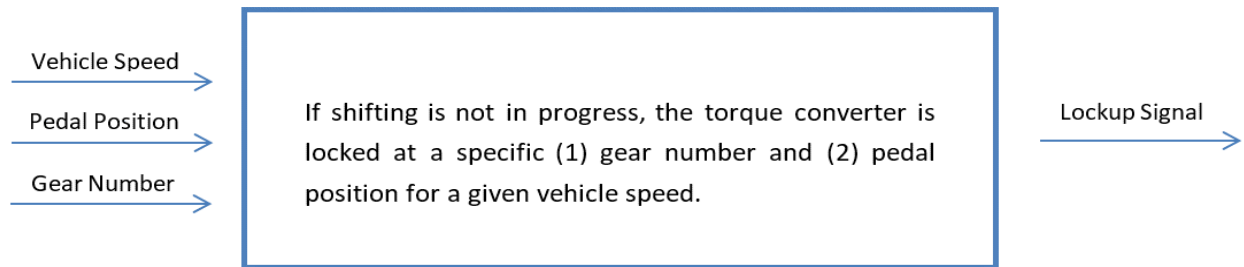 Vehicle Speed
Pedal Position
Gear Number
If shifting is not in progress, the torque converter is
locked at a specific (1) gear number and (2) pedal
position for a given vehicle speed.
Lockup Signal